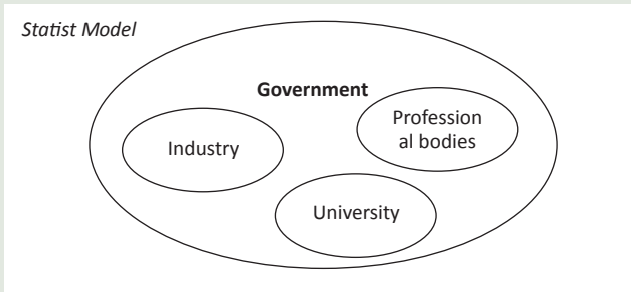 Statist Model
Government
Profession
al bodies
Industry
University